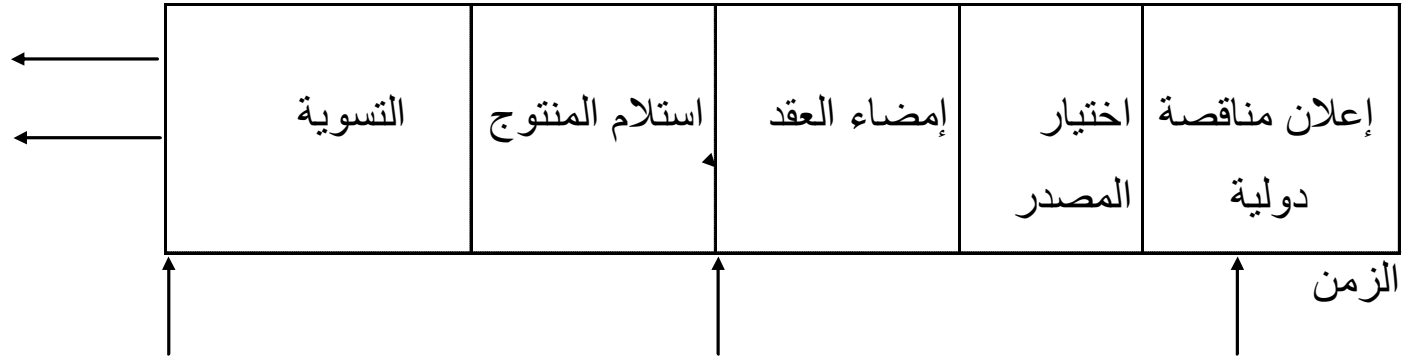 إعلان مناقصة
دولية
اختيار
المصدر
إمضاء العقد
استلام المنتوج
التسوية
الزمن